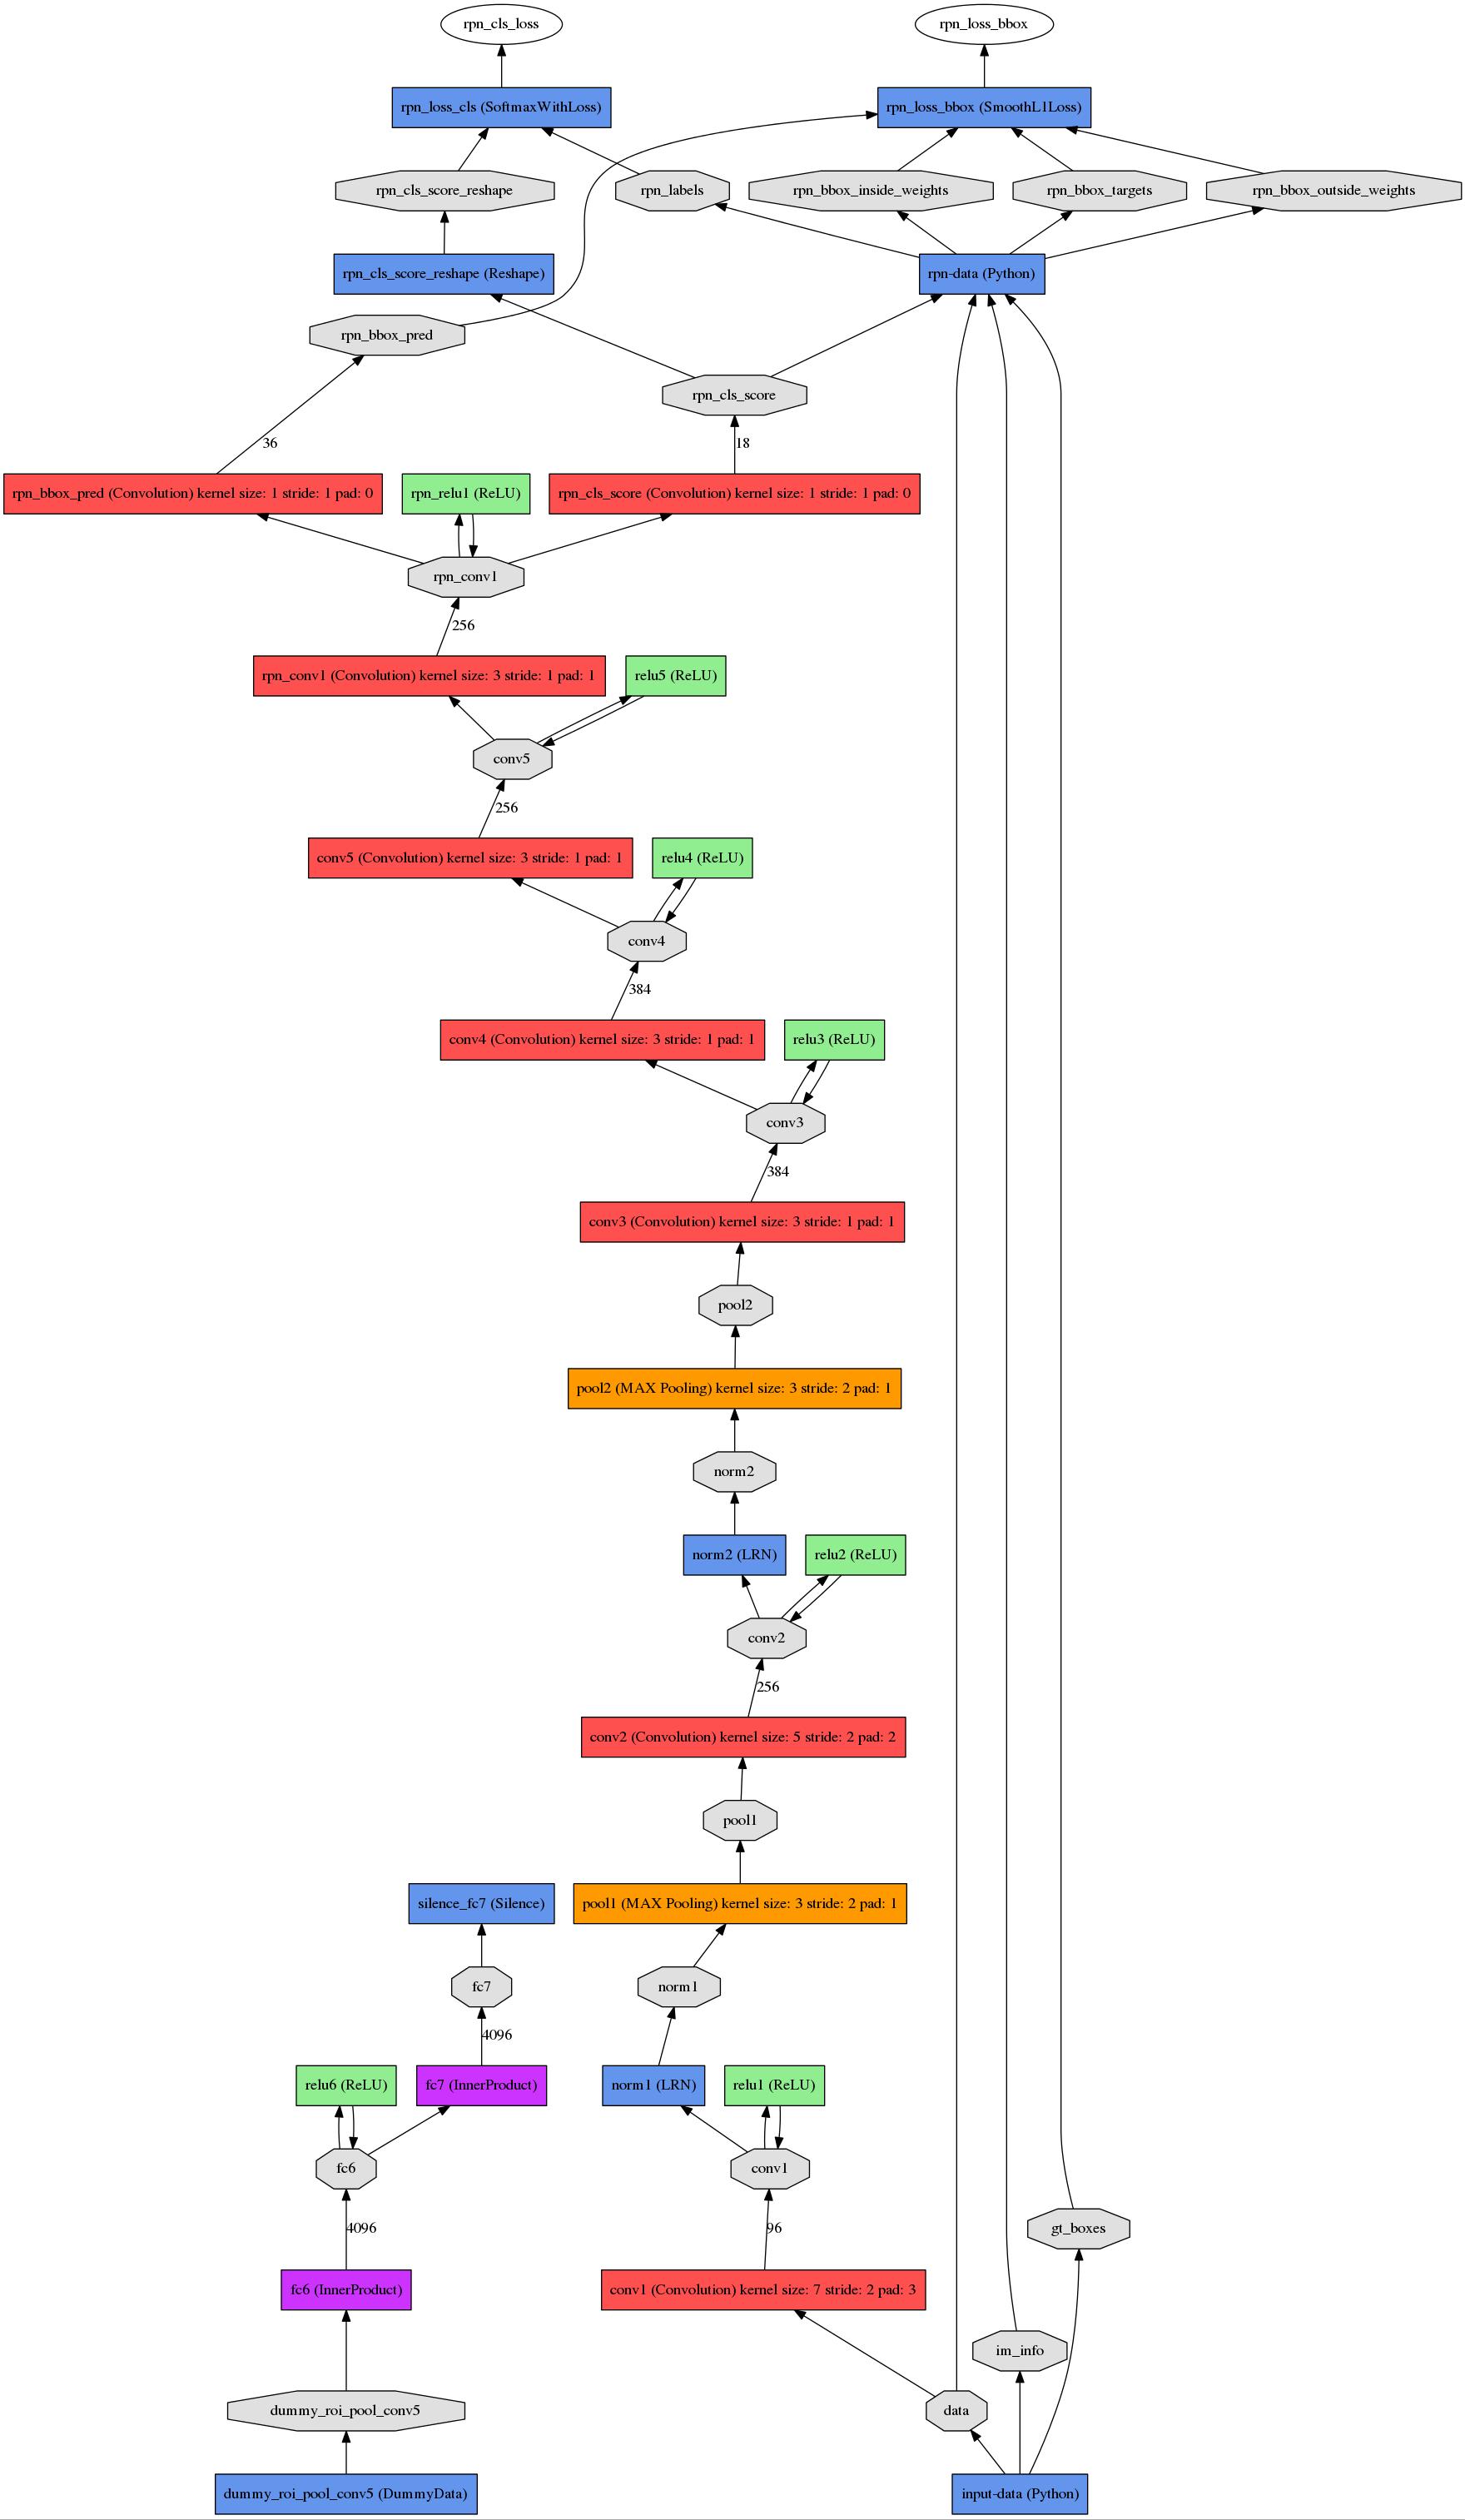 rpn_cls_loss
rpn_loss_bbox
rpn_loss_cls (SoftmaxWithLoss)
rpn_loss_bbox (SmoothL1Loss)
rpn_cls_score_reshape
rpn_labels
rpn_bbox_inside_weights
rpn_bbox_targets
rpn_bbox_outside_weights
rpn_cls_score_reshape (Reshape)
rpn-data (Python)
rpn_bbox_pred
rpn_cls_score
36
18
rpn_bbox_pred (Convolution) kernel size: 1 stride: 1 pad: 0
rpn_relu1 (ReLU)
rpn_cls_score (Convolution) kernel size: 1 stride: 1 pad: 0
rpn_conv1
256
rpn_conv1 (Convolution) kernel size: 3 stride: 1 pad: 1
relu5 (ReLU)
conv5
256
conv5 (Convolution) kernel size: 3 stride: 1 pad: 1
relu4 (ReLU)
conv4
384
conv4 (Convolution) kernel size: 3 stride: 1 pad: 1
relu3 (ReLU)
conv3
384
conv3 (Convolution) kernel size: 3 stride: 1 pad: 1
pool2
pool2 (MAX Pooling) kernel size: 3 stride: 2 pad: 1
norm2
norm2 (LRN)
relu2 (ReLU)
conv2
256
conv2 (Convolution) kernel size: 5 stride: 2 pad: 2
pool1
silence_fc7 (Silence)
pool1 (MAX Pooling) kernel size: 3 stride: 2 pad: 1
fc7
norm1
4096
relu6 (ReLU)
fc7 (InnerProduct)
norm1 (LRN)
relu1 (ReLU)
fc6
conv1
4096
96
gt_boxes
fc6 (InnerProduct)
conv1 (Convolution) kernel size: 7 stride: 2 pad: 3
im_info
dummy_roi_pool_conv5
data
dummy_roi_pool_conv5 (DummyData)
input-data (Python)